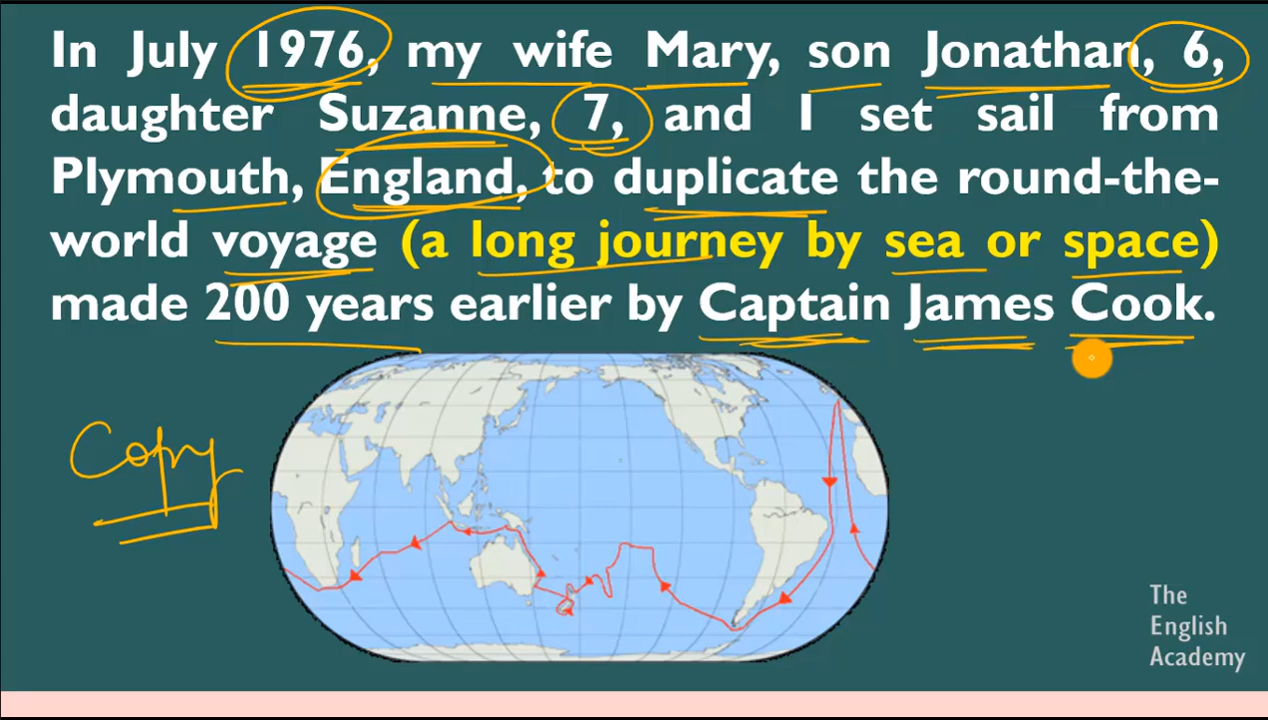 In July 1976, my wife Mary, son Jonathan, 6,
daughter Suzanne, 7, and I set sail from
Plymouth, England, to duplicate the round-the-
world voyage (a long journey by sea or space)
made 200 years earlier by Captain James Cook.
Copy
The
English
Academy